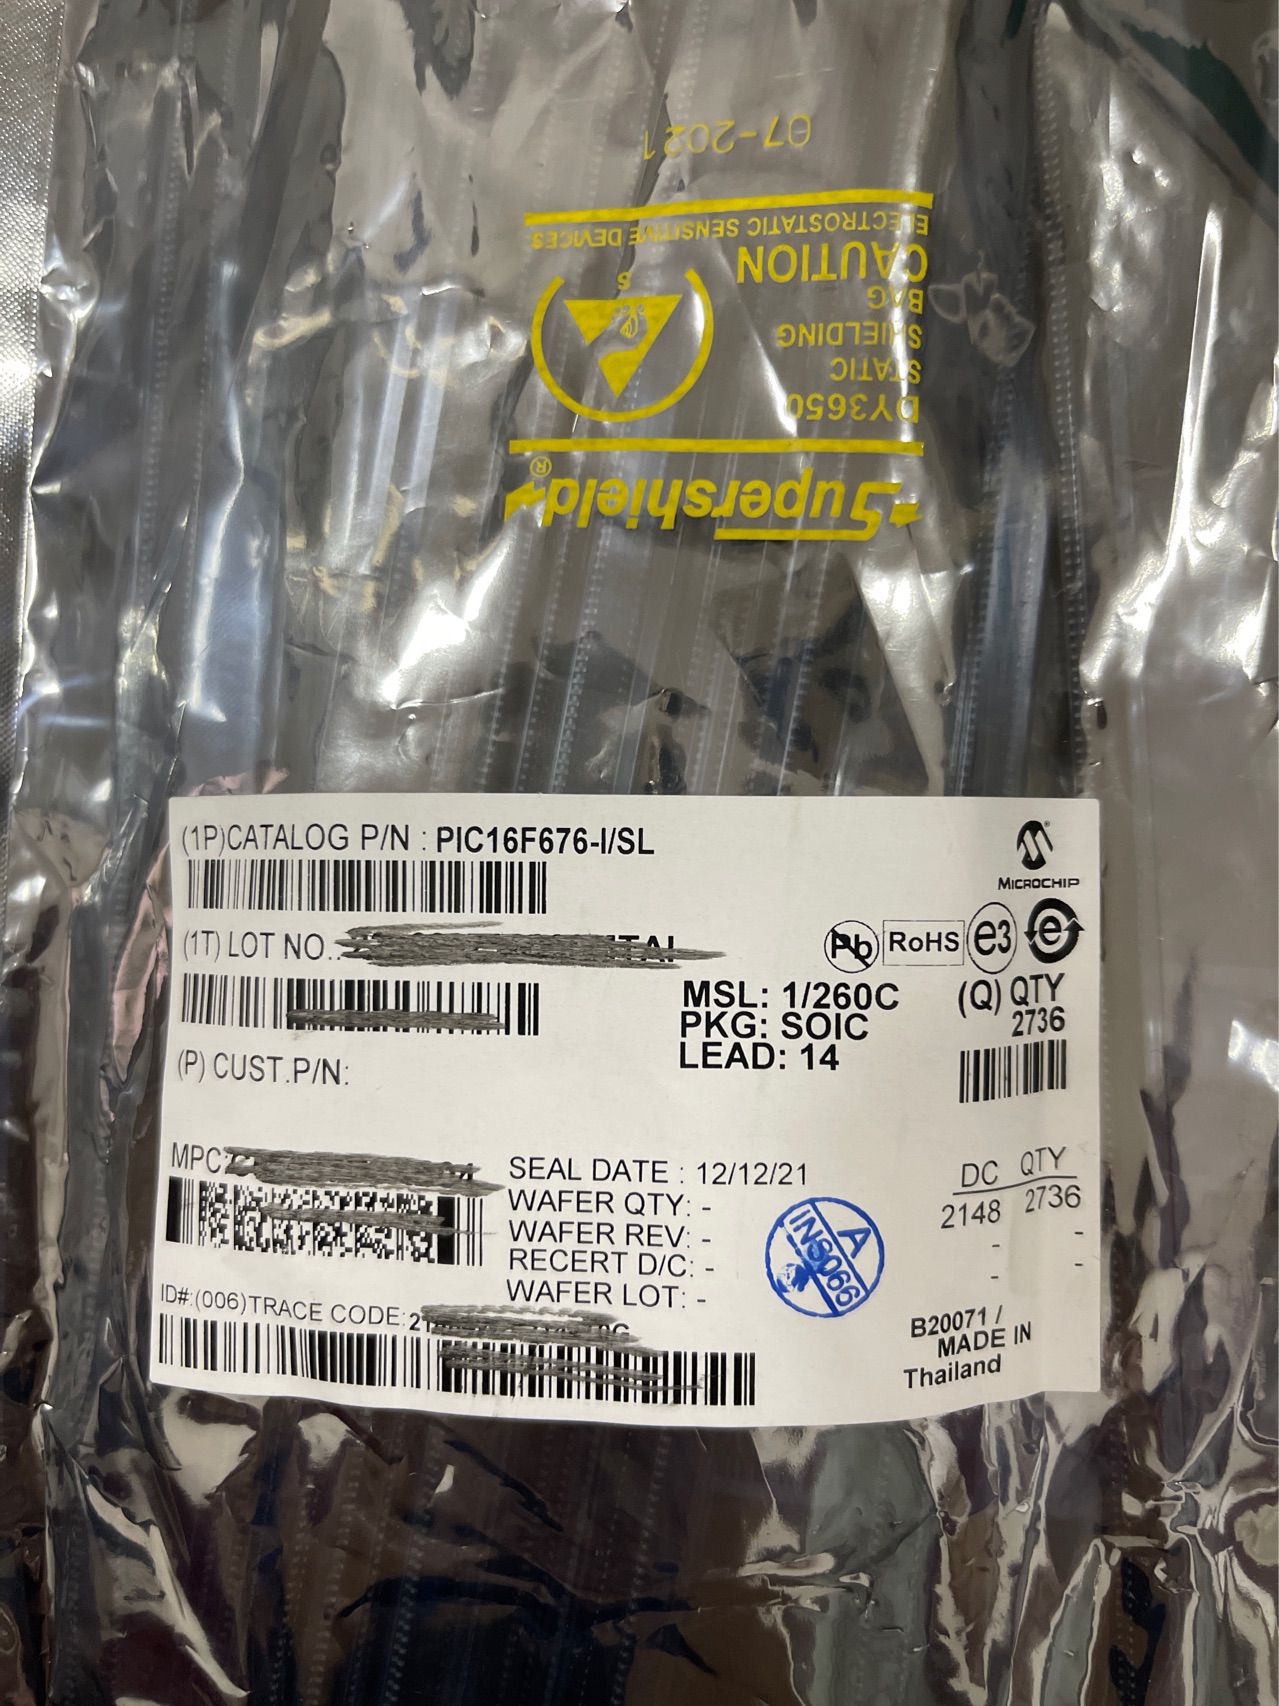 07-2021
ELECTROSTATIC SENSITIVE DEVICES
CAUTION
BAG
SHIELDING
STATIC
DY3650
S
Supershield®
(1P)CATALOG P/N : PIC16F676-I/SL
MICROCHIP
(1T) LOT NO.:
Pb
RoHS
e3
e
MSL: 1/260C
PKG: SOIC
LEAD: 14
(Q) QTY
2736
(P) CUST.P/N:
MPC:
SEAL DATE : 12/12/21
WAFER QTY: -
WAFER REV: -
RECERT D/C: -
WAFER LOT: -
DC QTY
2148 2736
- -
- -
A
INS066
ID#:(006)TRACE CODE:2
B20071 /
MADE IN
Thailand